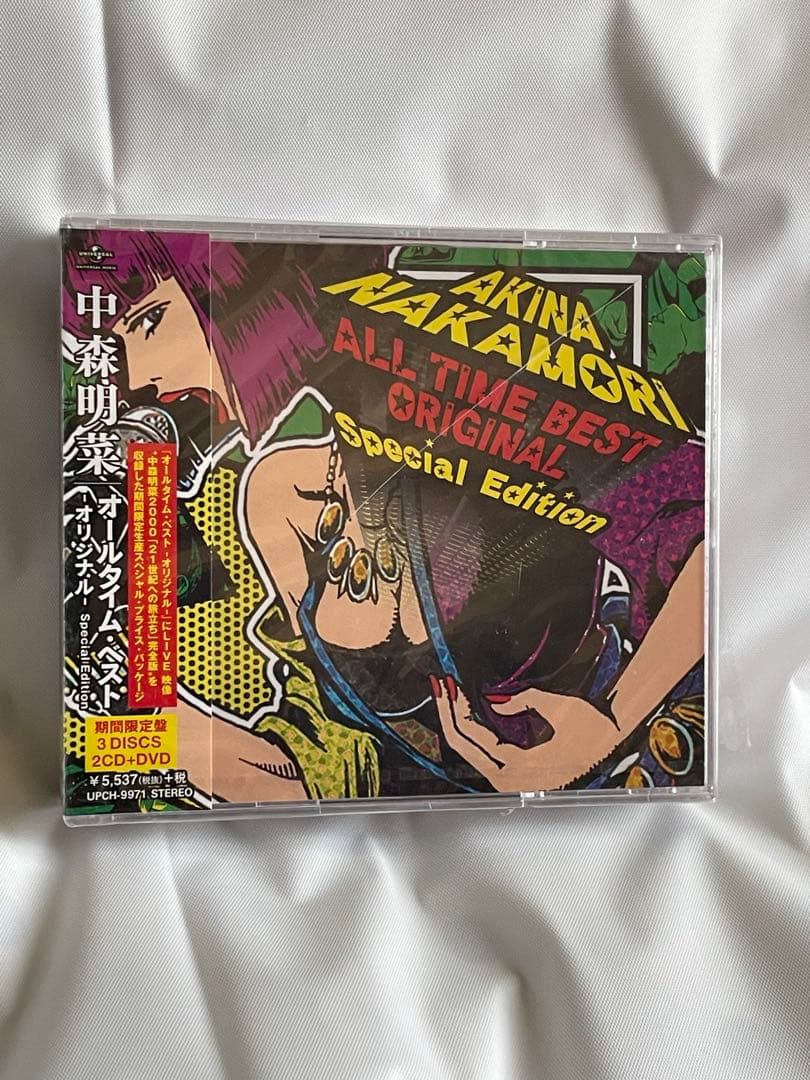 UNIVERSAL
UNIVERSAL MUSIC
中森明菜
オールタイム・ベスト
-オリジナル- Special Edition
「オールタイム・ベスト -オリジナル-」にLIVE 映像
“中森明菜2000「21世紀への旅立ち」完全版”を
収録した期間限定生産スペシャル・プライス・パッケージ
期間限定盤
3 DISCS
2CD+DVD
¥5,537(税抜)+税
UPCH-9971 STEREO
AKiNA
NAKAMORi
ALL TiME BEST
ORiGiNAL
Special Edition